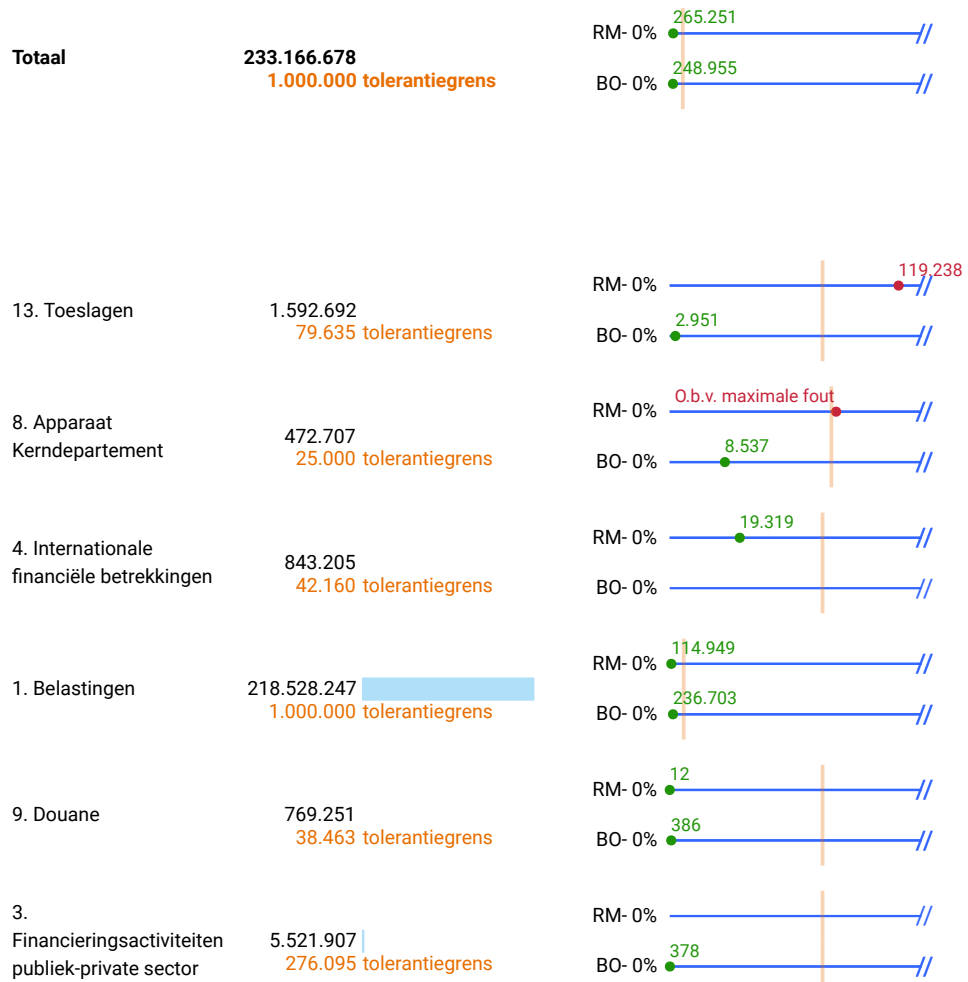 265.251
RM- 0%
Totaal 233.166.678
1.000.000 tolerantiegrens
248.955
BO- 0%
119.238
RM- 0%
13. Toeslagen 1.592.692
79.635 tolerantiegrens
2.951
BO- 0%
O.b.v. maximale fout
RM- 0%
8. Apparaat
Kerndepartement
472.707
25.000 tolerantiegrens
8.537
BO- 0%
19.319
RM- 0%
4. Internationale
financiële betrekkingen
843.205
42.160 tolerantiegrens
BO- 0%
114.949
RM- 0%
1. Belastingen 218.528.247
1.000.000 tolerantiegrens
236.703
BO- 0%
12
RM- 0%
9. Douane 769.251
38.463 tolerantiegrens
386
BO- 0%
RM- 0%
3.
Financieringsactiviteiten
publiek-private sector
5.521.907
276.095 tolerantiegrens
378
BO- 0%